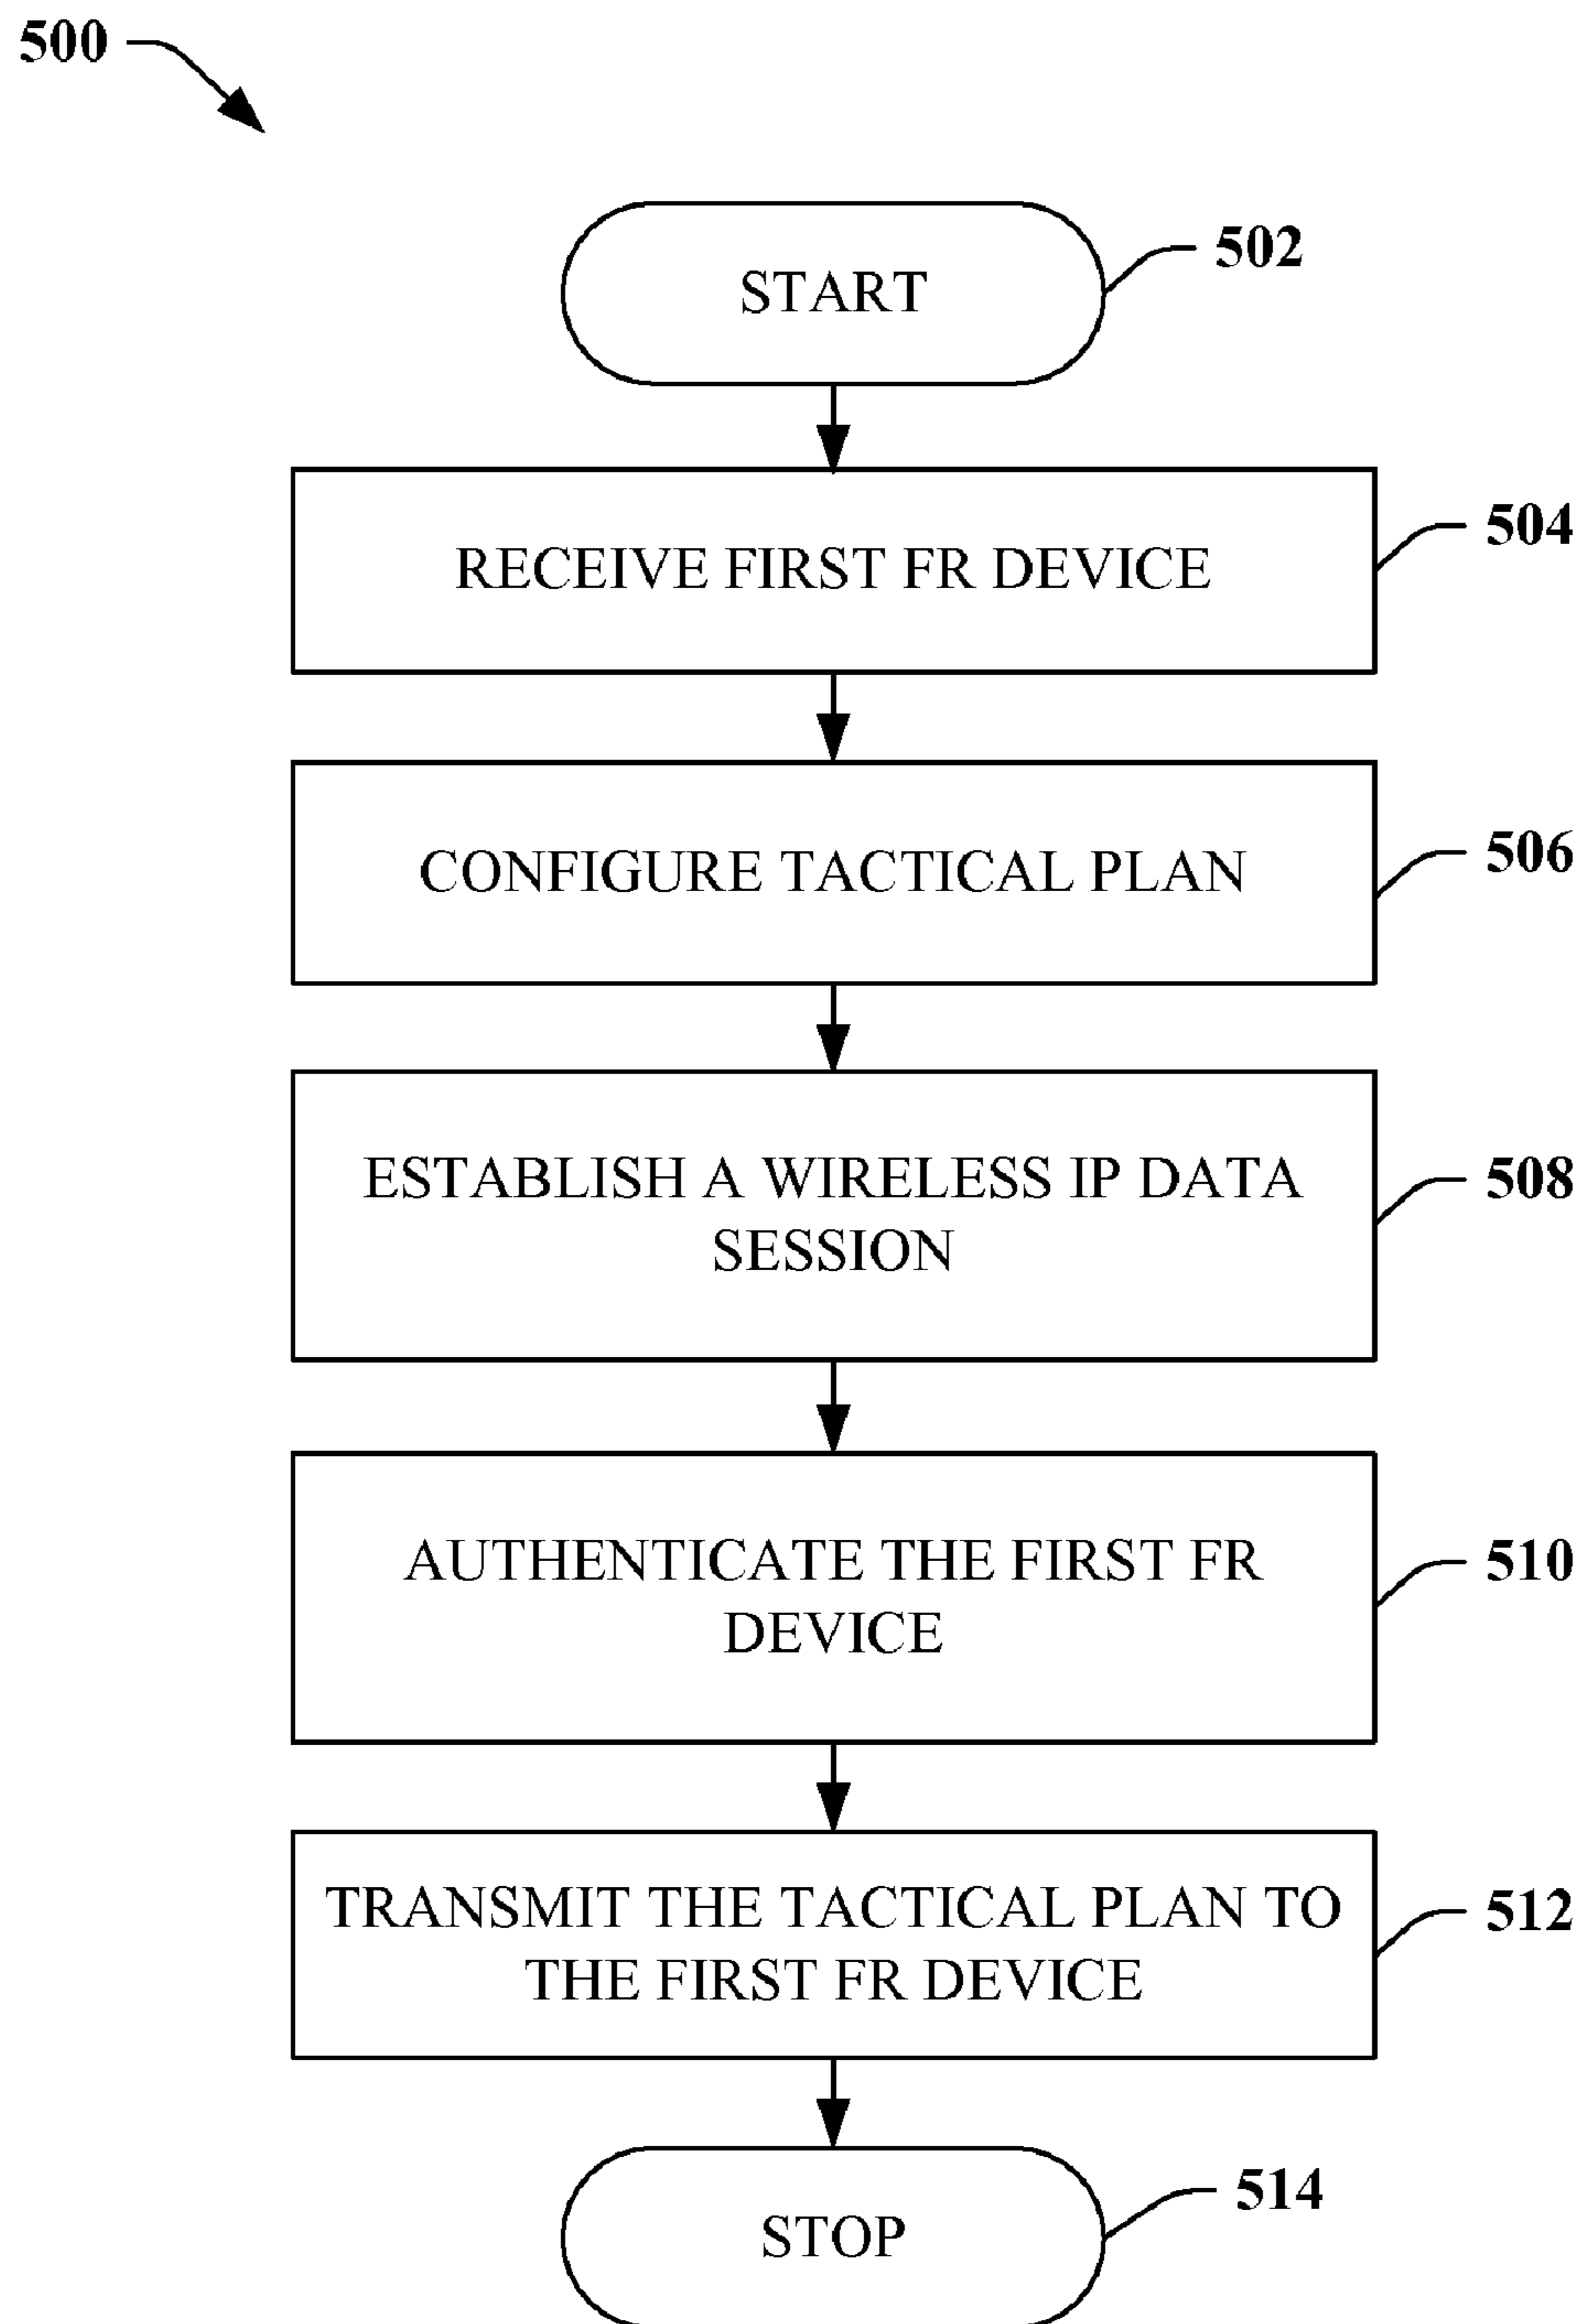 500
START
502
RECEIVE FIRST FR DEVICE
504
CONFIGURE TACTICAL PLAN
506
ESTABLISH A WIRELESS IP DATA
SESSION
508
AUTHENTICATE THE FIRST FR
DEVICE
510
TRANSMIT THE TACTICAL PLAN TO
THE FIRST FR DEVICE
512
STOP
514